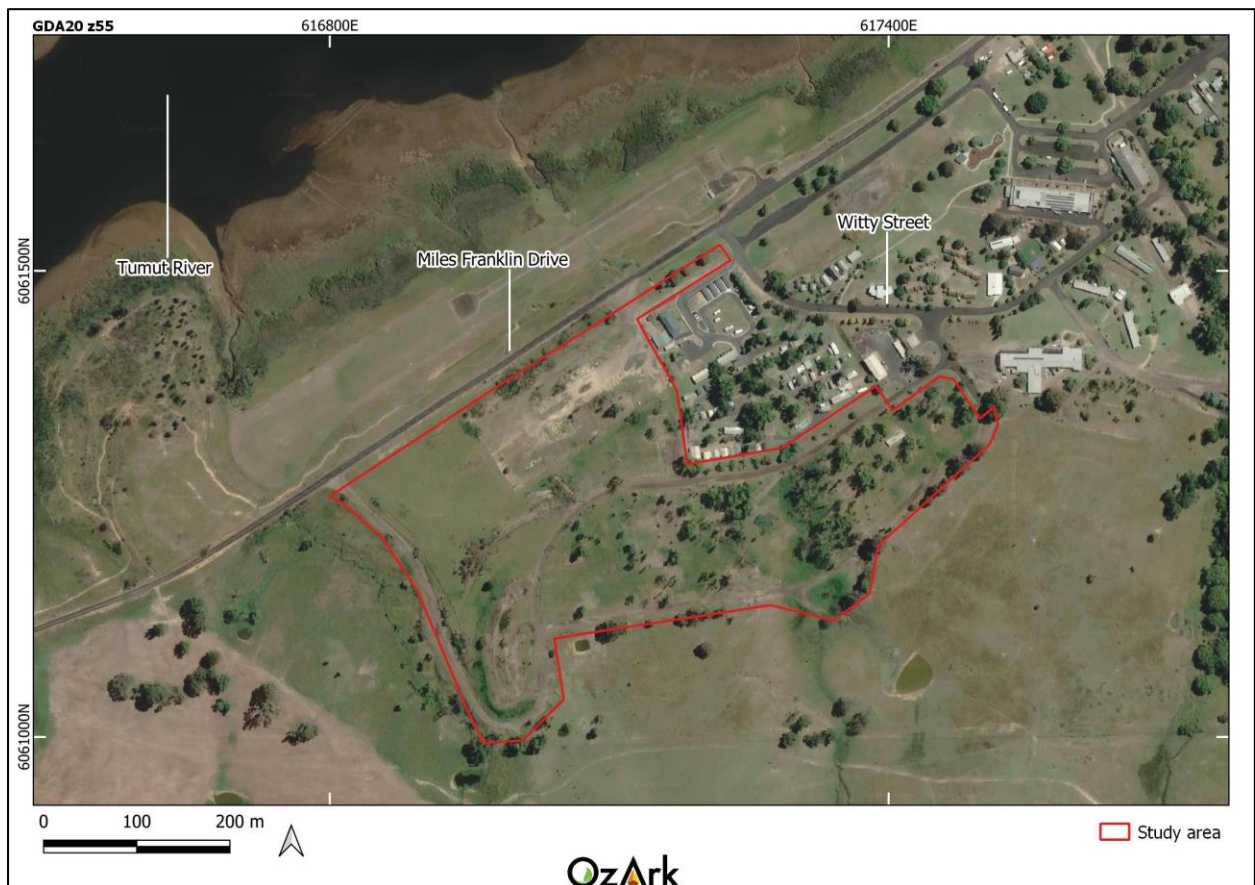 GDA20 z55
616800E
617400E
6061500N
6061000N
Tumut River
Miles Franklin Drive
Witty Street
0 100 200 m
Study area
OzArk